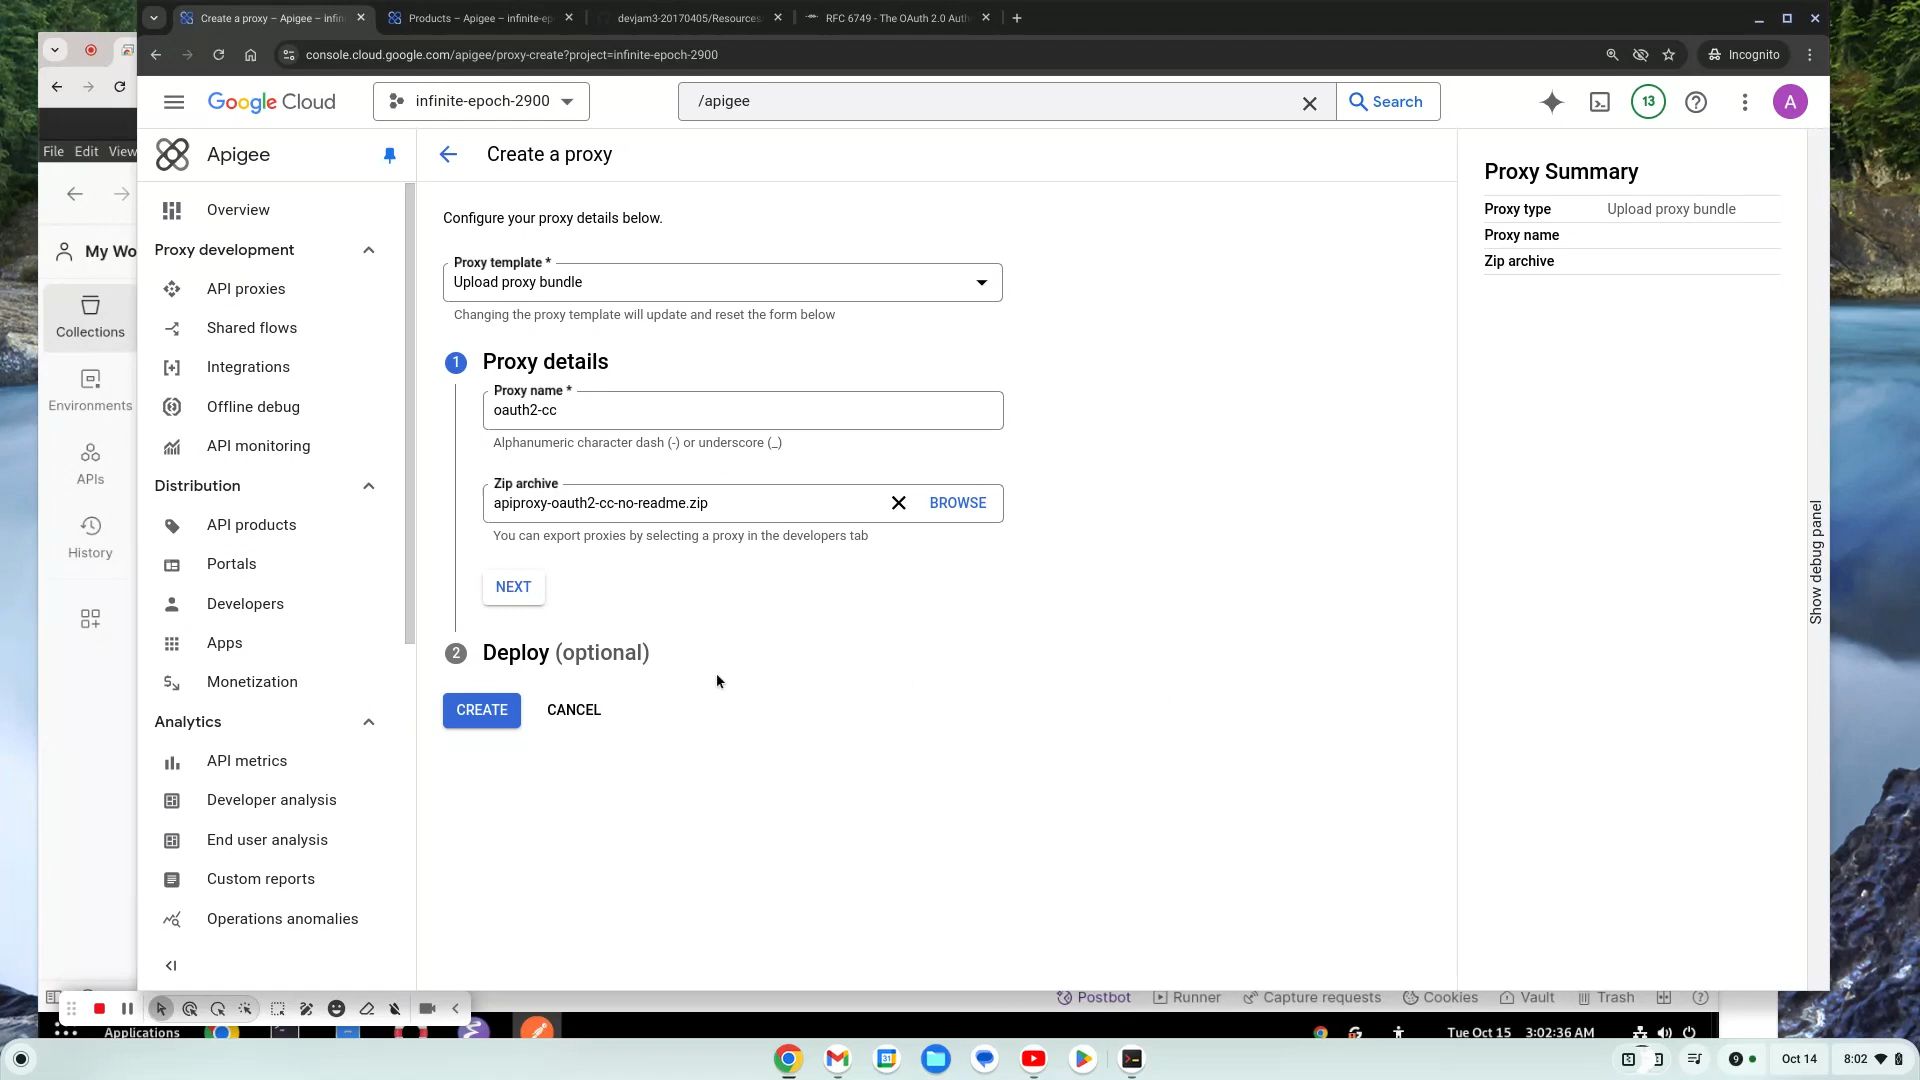 Create a proxy – Apigee – infin
Products – Apigee – infinite-ep
devjam3-20170405/Resources
RFC 6749 - The OAuth 2.0 Auth
console.cloud.google.com/apigee/proxy-create?project=infinite-epoch-2900
Incognito
Google Cloud
infinite-epoch-2900
/apigee
Search
13
A
File Edit View
My Wo
Collections
Environments
APIs
History
Apigee
Overview
Proxy development
API proxies
Shared flows
Integrations
Offline debug
API monitoring
Distribution
API products
Portals
Developers
Apps
Monetization
Analytics
API metrics
Developer analysis
End user analysis
Custom reports
Operations anomalies
Create a proxy
Configure your proxy details below.
Proxy template *
Upload proxy bundle
Changing the proxy template will update and reset the form below
1 Proxy details
Proxy name *
oauth2-cc
Alphanumeric character dash (-) or underscore (_)
Zip archive
apiproxy-oauth2-cc-no-readme.zip
BROWSE
You can export proxies by selecting a proxy in the developers tab
NEXT
2 Deploy (optional)
CREATE CANCEL
Proxy Summary
Proxy type Upload proxy bundle
Proxy name
Zip archive
Show debug panel
Postbot Runner Capture requests Cookies Vault Trash
Applications
Tue Oct 15 3:02:36 AM
31
9
Oct 14
8:02